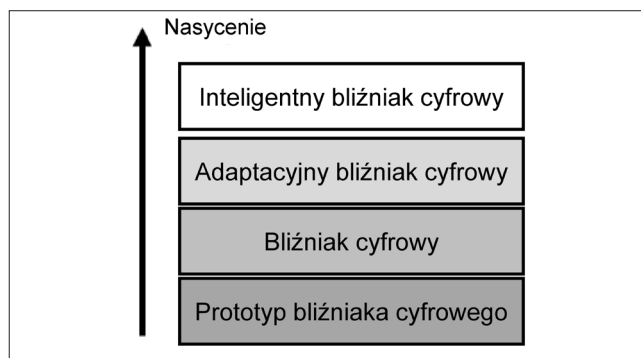 Nasycenie
Inteligentny bliźniak cyfrowy
Adaptacyjny bliźniak cyfrowy
Bliźniak cyfrowy
Prototyp bliźniaka cyfrowego